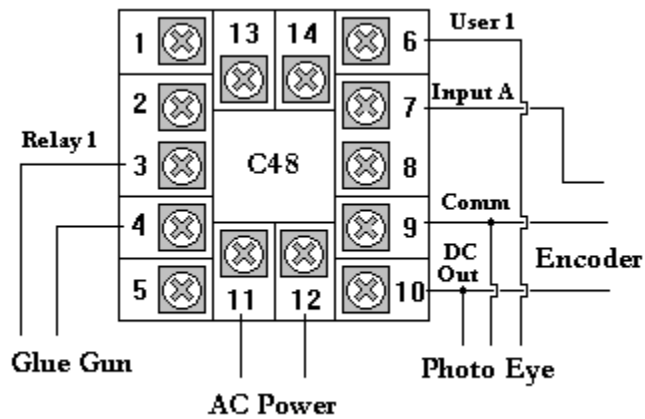 User 1
1
13
14
6
2
7
Input A
Relay 1
3
C48
8
4
9
Comm
5
11
12
10
DC
Out
Encoder
Glue Gun
Photo Eye
AC Power